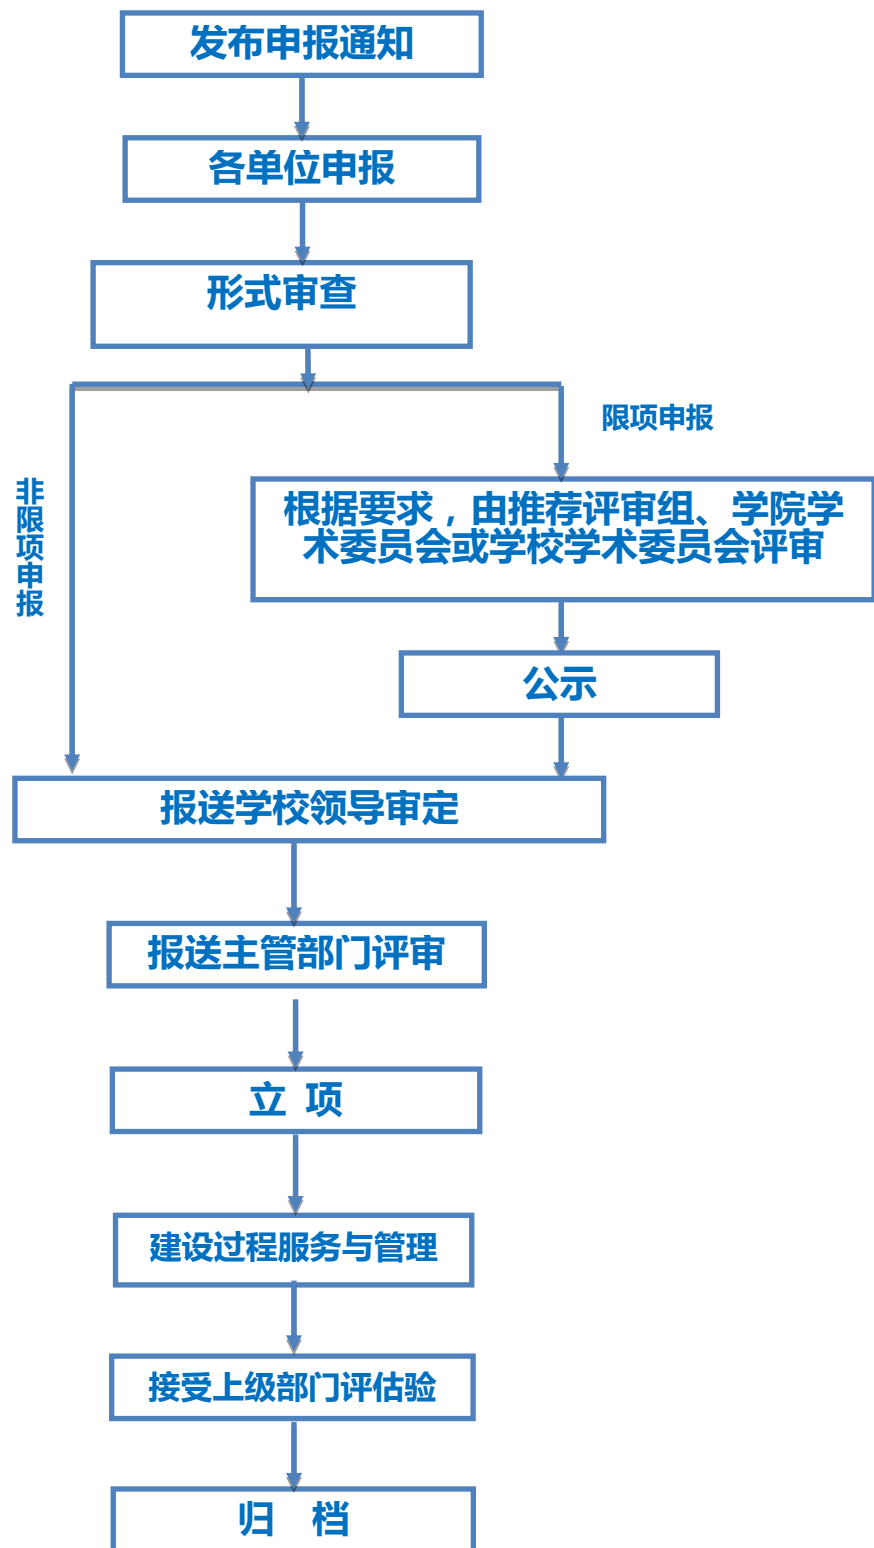 发布申报通知
各单位申报
形式审查
限项申报
非限项申报
根据要求，由推荐评审组、学院学
术委员会或学校学术委员会评审
公示
报送学校领导审定
报送主管部门评审
立 项
建设过程服务与管理
接受上级部门评估验
归 档